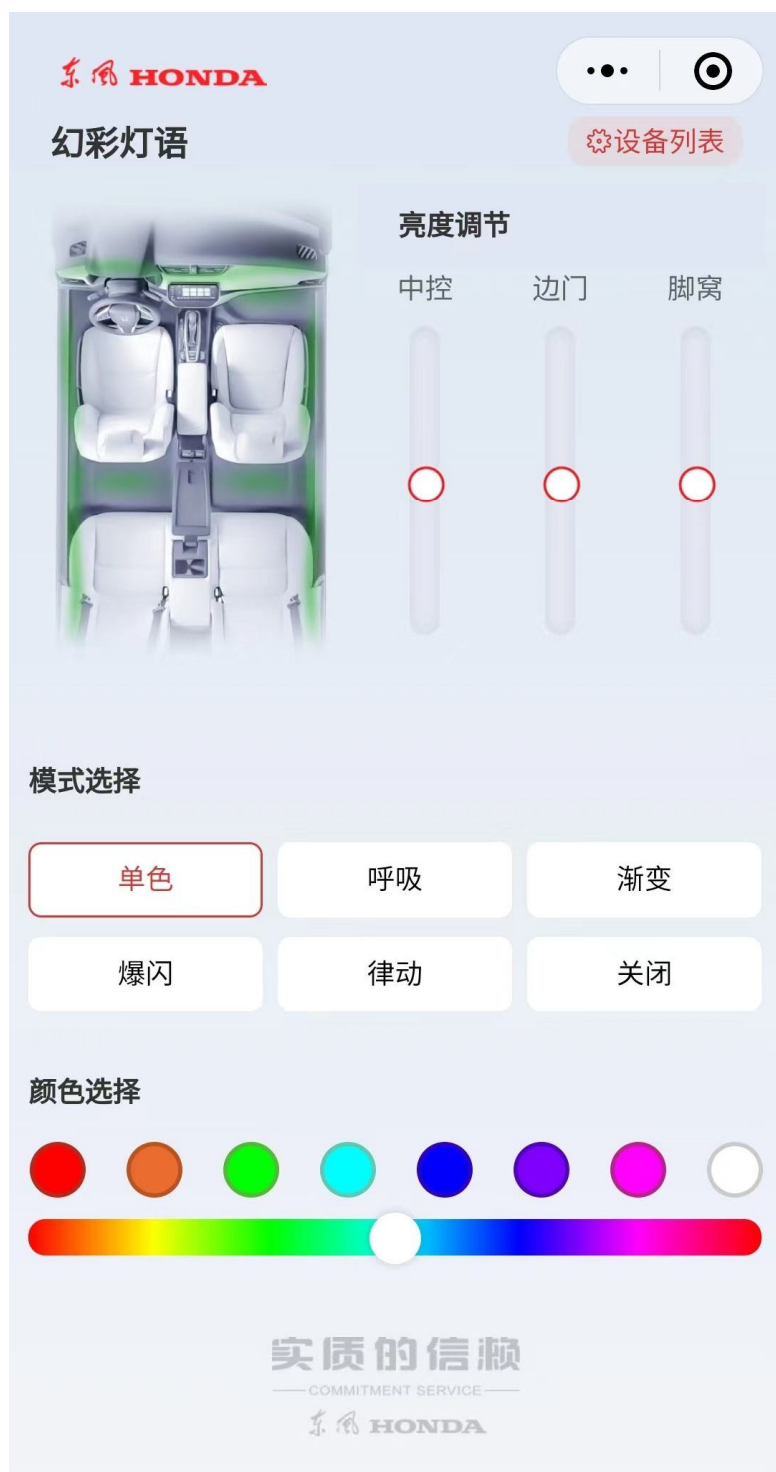 东风 HONDA
幻彩灯语
设备列表
亮度调节
中控 边门 脚窝
模式选择
单色 呼吸 渐变
爆闪 律动 关闭
颜色选择
实质的信赖
COMMITMENT SERVICE
东风 HONDA